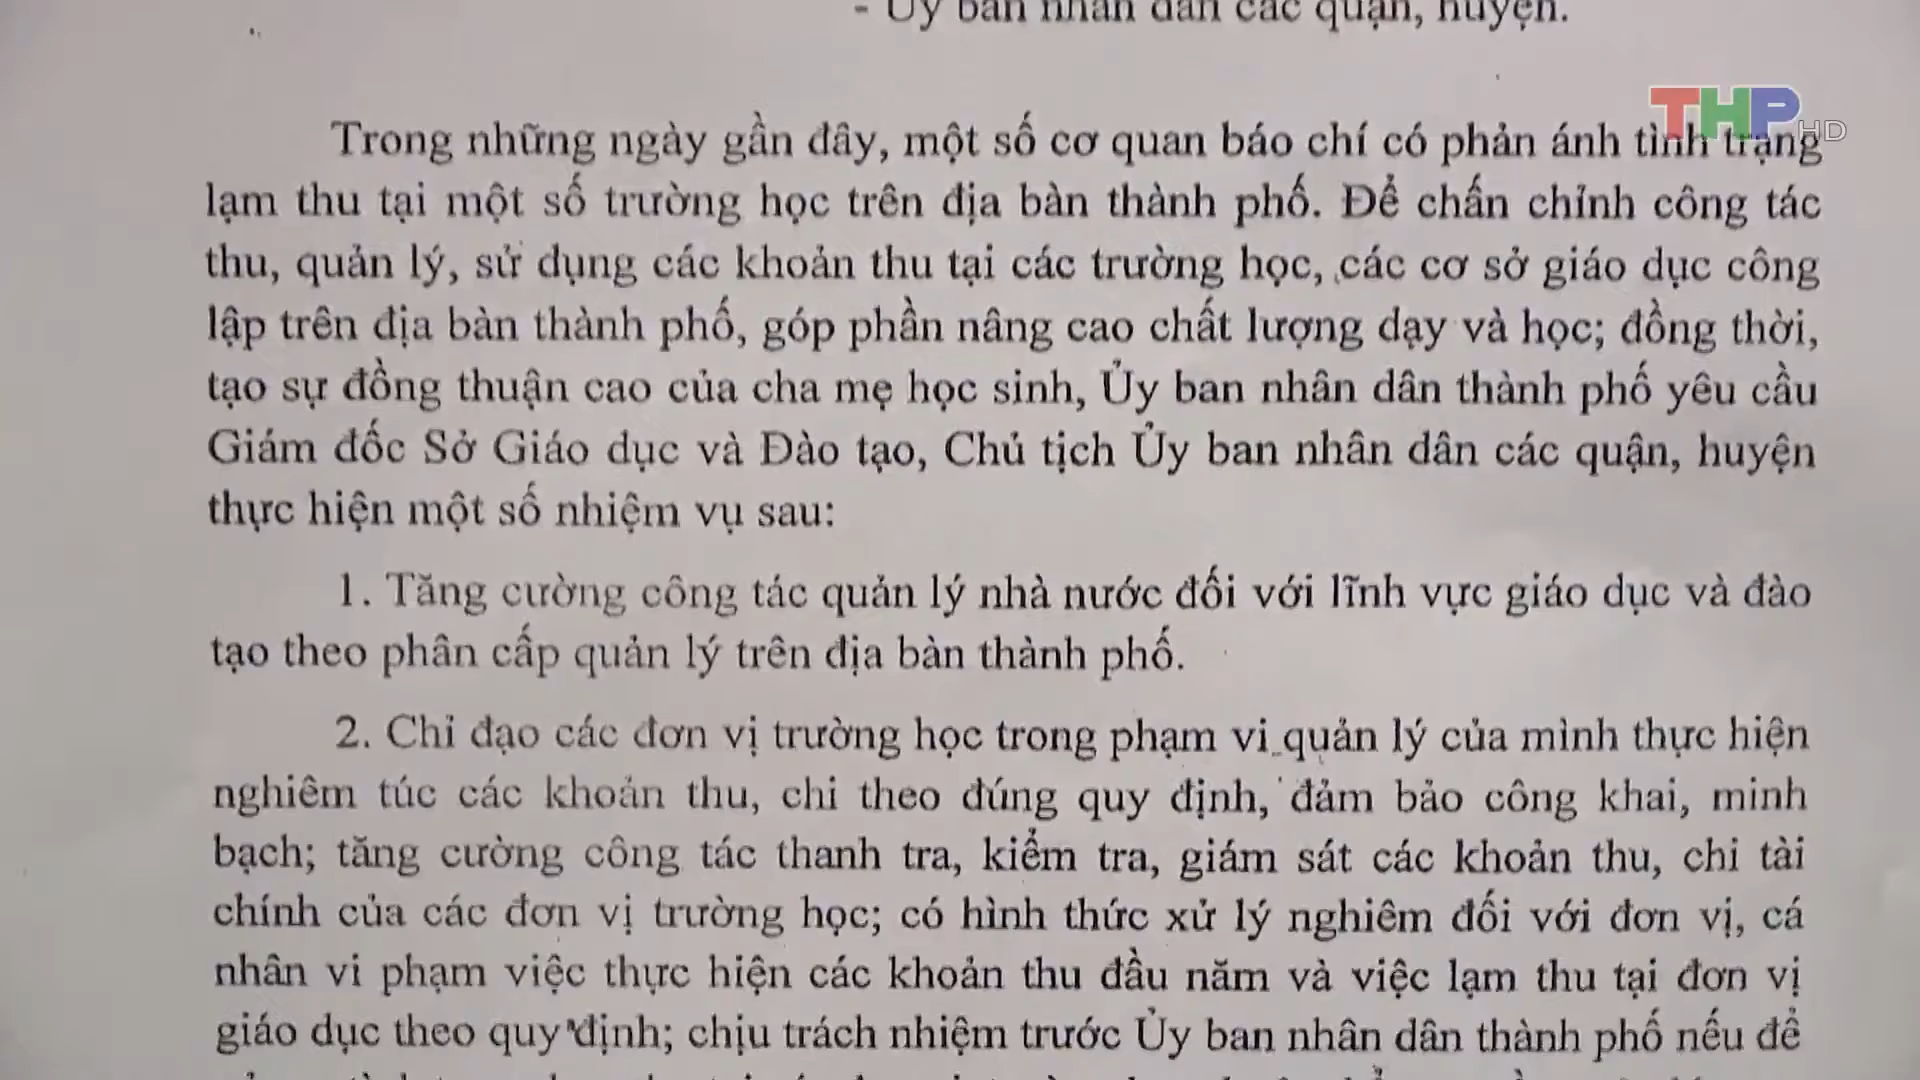 - Ủy ban nhân dân các quận, huyện.
THP HD
Trong những ngày gần đây, một số cơ quan báo chí có phản ánh tình trạng
lạm thu tại một số trường học trên địa bàn thành phố. Để chấn chỉnh công tác
thu, quản lý, sử dụng các khoản thu tại các trường học, các cơ sở giáo dục công
lập trên địa bàn thành phố, góp phần nâng cao chất lượng dạy và học; đồng thời,
tạo sự đồng thuận cao của cha mẹ học sinh, Ủy ban nhân dân thành phố yêu cầu
Giám đốc Sở Giáo dục và Đào tạo, Chủ tịch Ủy ban nhân dân các quận, huyện
thực hiện một số nhiệm vụ sau:
1. Tăng cường công tác quản lý nhà nước đối với lĩnh vực giáo dục và đào
tạo theo phân cấp quản lý trên địa bàn thành phố.
2. Chỉ đạo các đơn vị trường học trong phạm vi quản lý của mình thực hiện
nghiêm túc các khoản thu, chi theo đúng quy định, đảm bảo công khai, minh
bạch; tăng cường công tác thanh tra, kiểm tra, giám sát các khoản thu, chi tài
chính của các đơn vị trường học; có hình thức xử lý nghiêm đối với đơn vị, cá
nhân vi phạm việc thực hiện các khoản thu đầu năm và việc lạm thu tại đơn vị
giáo dục theo quy định; chịu trách nhiệm trước Ủy ban nhân dân thành phố nếu để